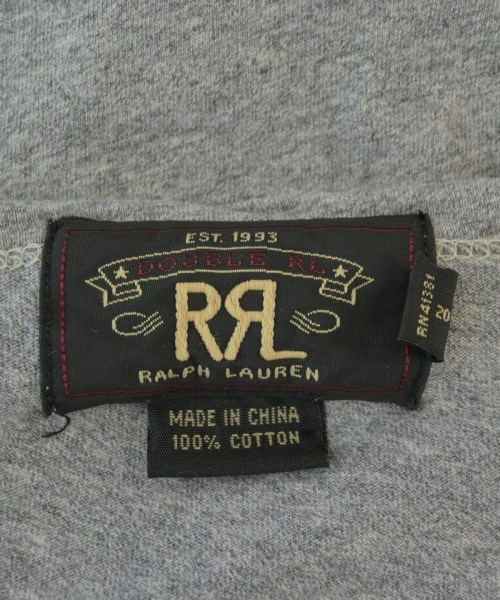 EST. 1993
DOUBLE RL
RRL
RALPH LAUREN
MADE IN CHINA
100% COTTON
RN41381